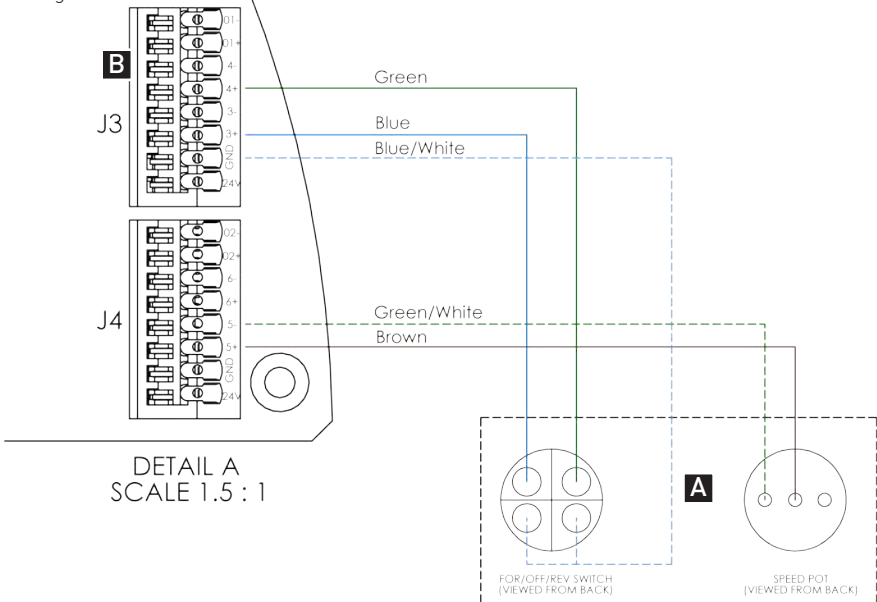 01-
01+
B
4-
4+
Green
J3
3-
3+
Blue
GND
Blue/White
24V
02-
02+
6-
6+
J4
5-
Green/White
5+
Brown
GND
24V
DETAIL A
SCALE 1.5 : 1
A
FOR/OFF/REV SWITCH
(VIEWED FROM BACK)
SPEED POT
(VIEWED FROM BACK)